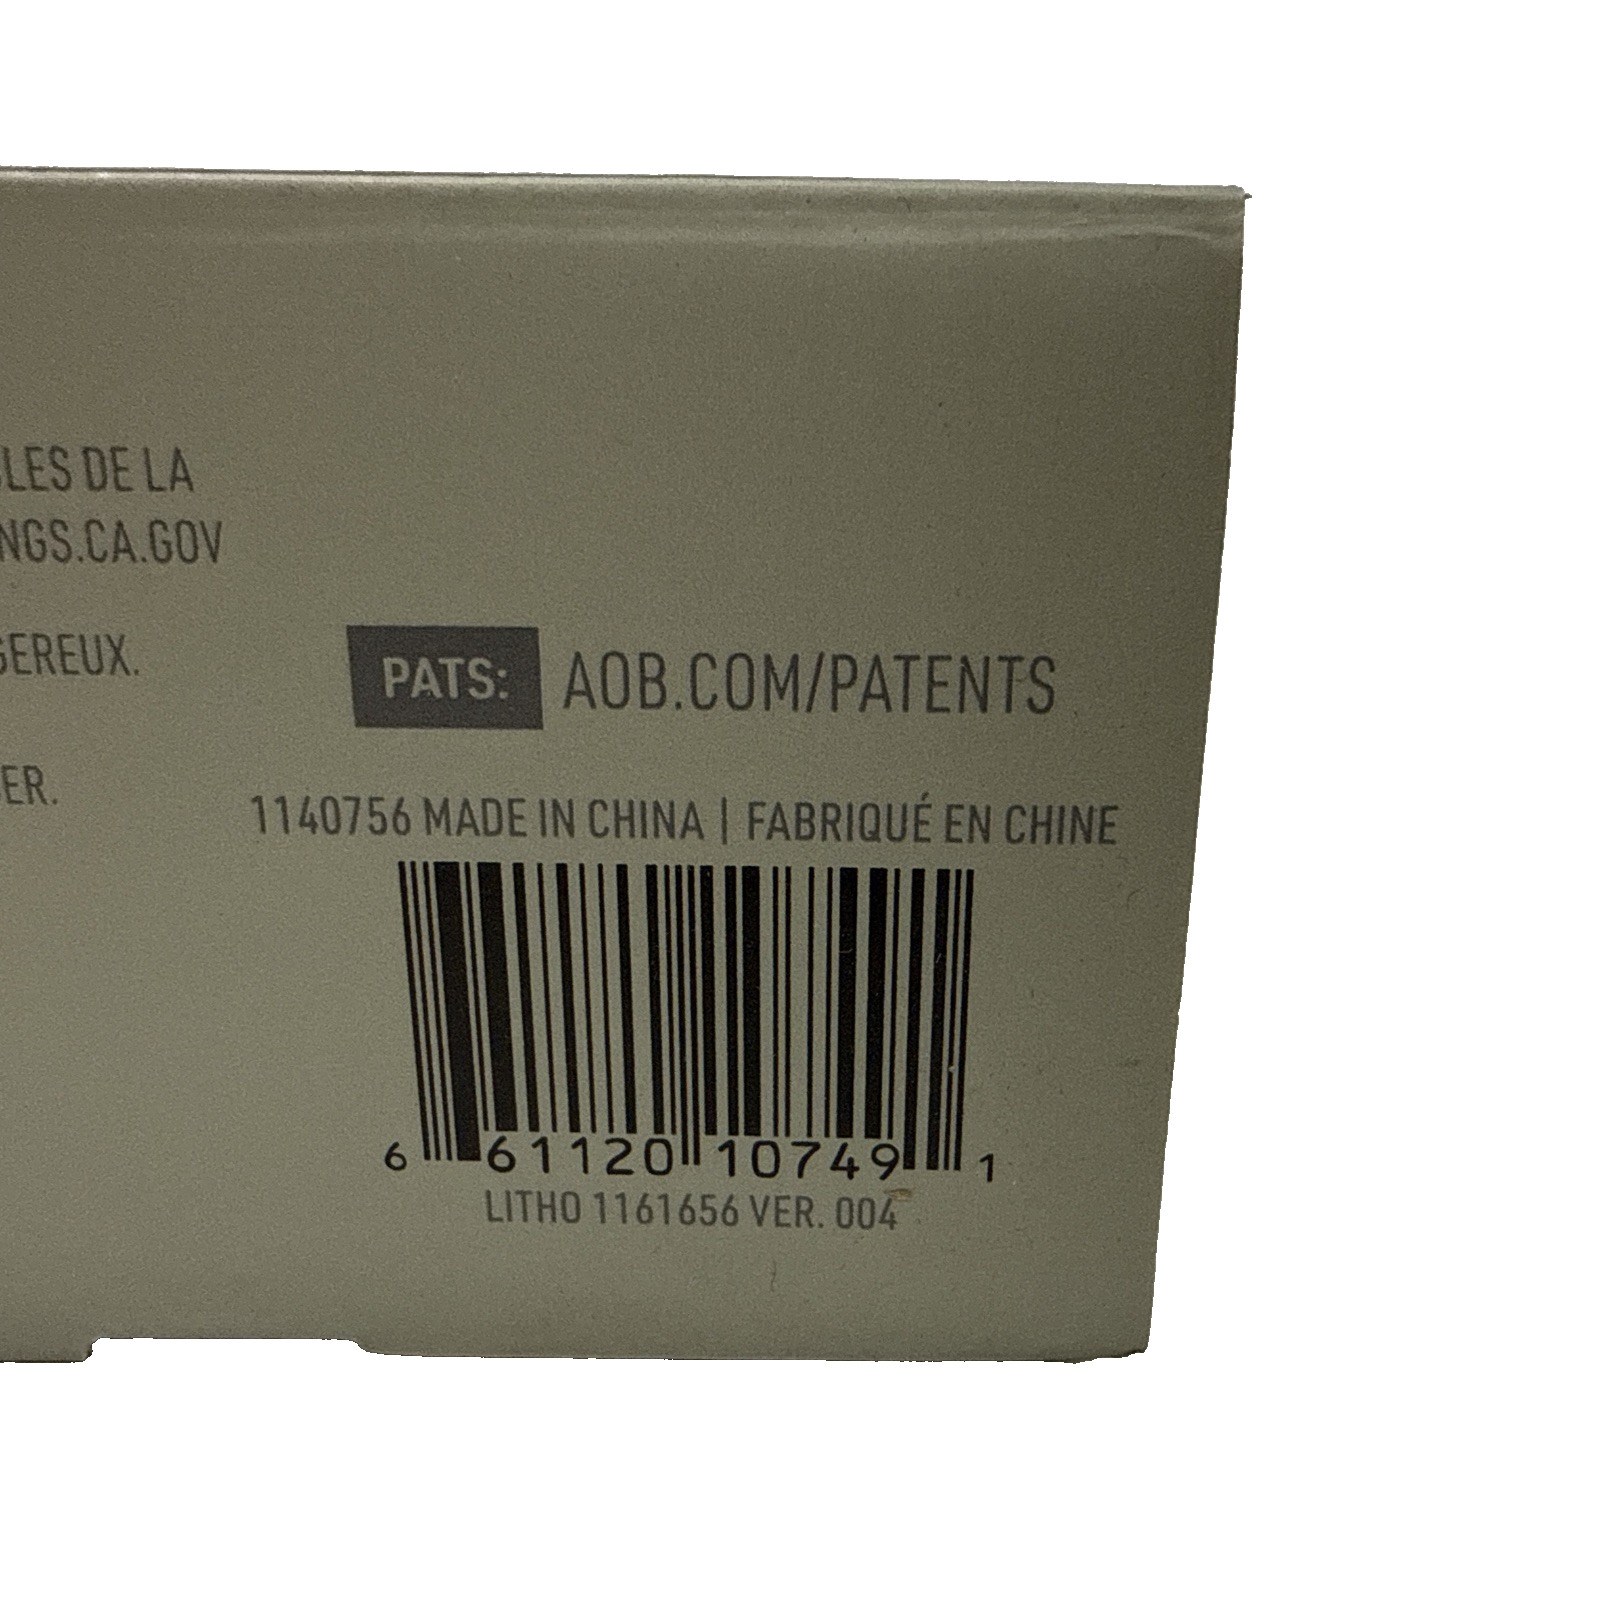 LES DE LA
NGS.CA.GOV
GEREUX.
ER.
PATS: AOB.COM/PATENTS
1140756 MADE IN CHINA | FABRIQUÉ EN CHINE
6 61120 10749 1
LITHO 1161656 VER. 004